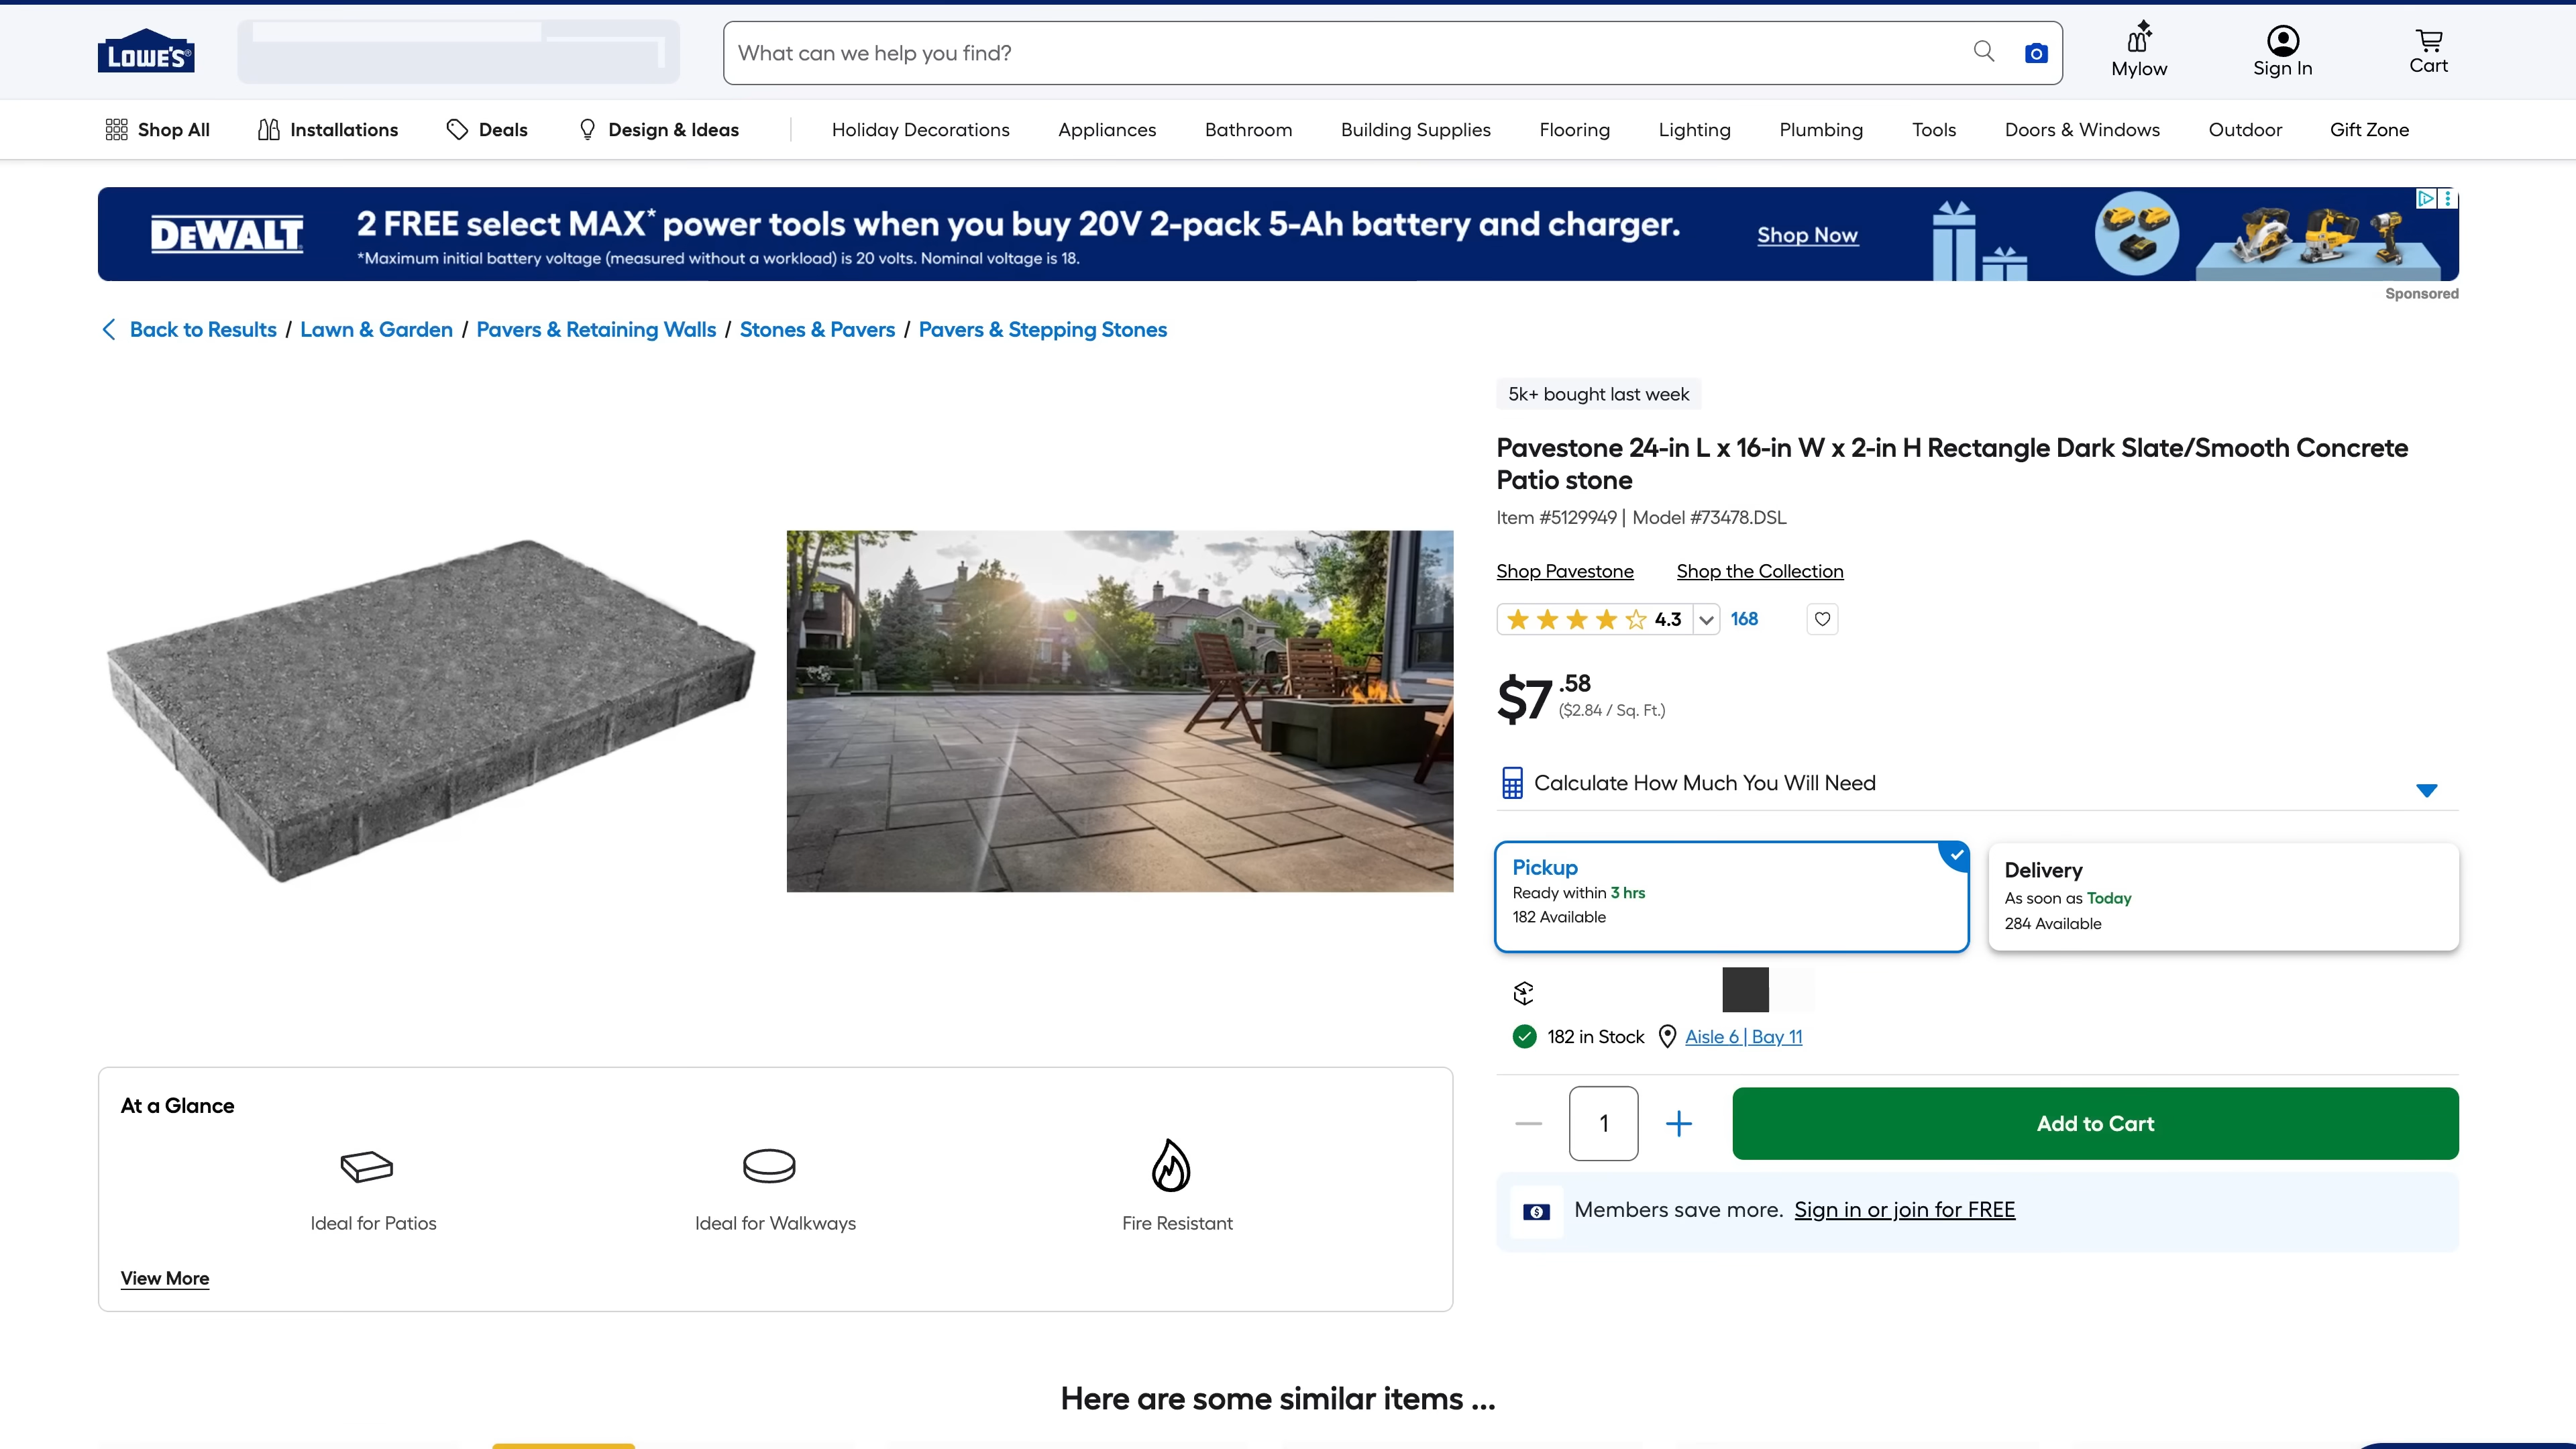 LOWE'S
What can we help you find?
Mylow
Sign In
Cart
Shop All
Installations
Deals
Design & Ideas
Holiday Decorations
Appliances
Bathroom
Building Supplies
Flooring
Lighting
Plumbing
Tools
Doors & Windows
Outdoor
Gift Zone
DEWALT
2 FREE select MAX* power tools when you buy 20V 2-pack 5-Ah battery and charger.
*Maximum initial battery voltage (measured without a workload) is 20 volts. Nominal voltage is 18.
Shop Now
Sponsored
Back to Results / Lawn & Garden / Pavers & Retaining Walls / Stones & Pavers / Pavers & Stepping Stones
5k+ bought last week
Pavestone 24-in L x 16-in W x 2-in H Rectangle Dark Slate/Smooth Concrete
Patio stone
Item #5129949 | Model #73478.DSL
Shop Pavestone
Shop the Collection
4.3
168
$7.58
($2.84 / Sq. Ft.)
Calculate How Much You Will Need
Pickup
Ready within 3 hrs
182 Available
Delivery
As soon as Today
284 Available
182 in Stock
Aisle 6 | Bay 11
1
Add to Cart
Members save more. Sign in or join for FREE
At a Glance
Ideal for Patios
Ideal for Walkways
Fire Resistant
View More
Here are some similar items ...